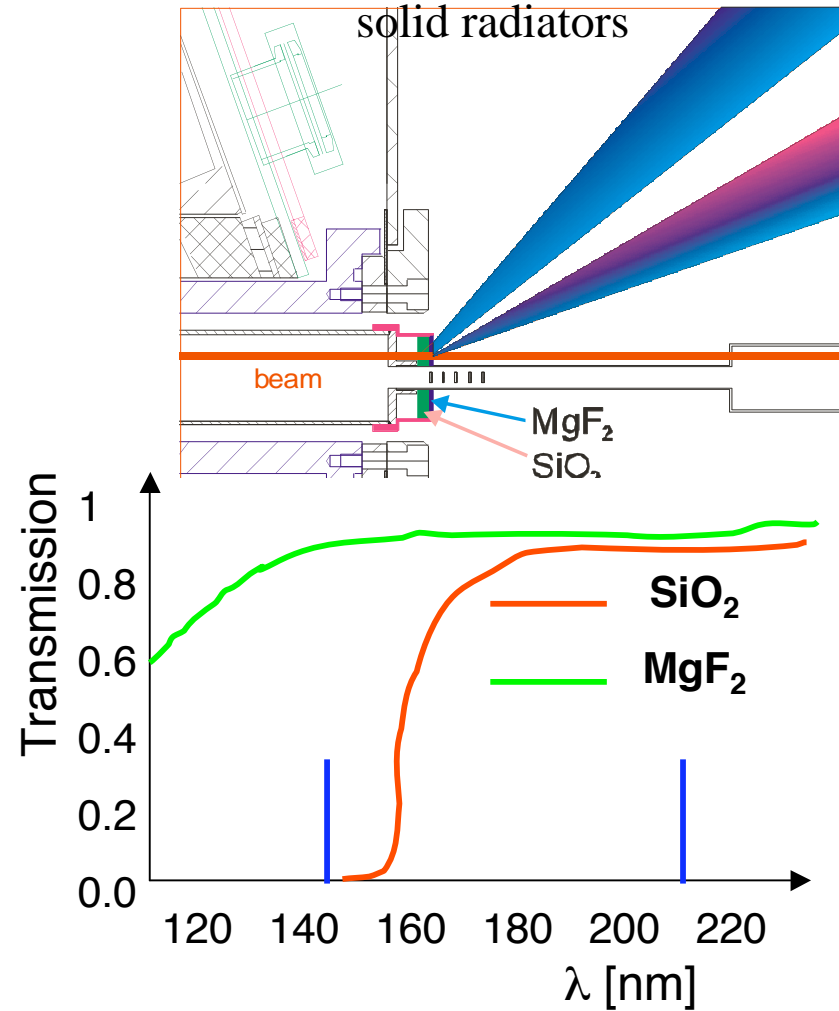 solid radiators
beam
MgF₂
SiO₂
Transmission
1
0.8
0.6
0.4
0.2
0.0
SiO₂
MgF₂
120 140 160 180 200 220
λ [nm]